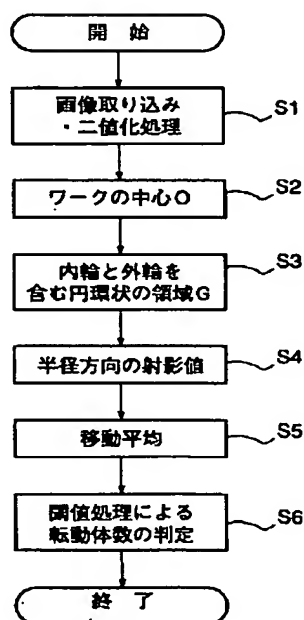 開 始
画像取り込み
・二値化処理
S1
ワークの中心O
S2
内輪と外輪を
含む円環状の領域G
S3
半径方向の射影値
S4
移動平均
S5
閾値処理による
転動体数の判定
S6
終 了